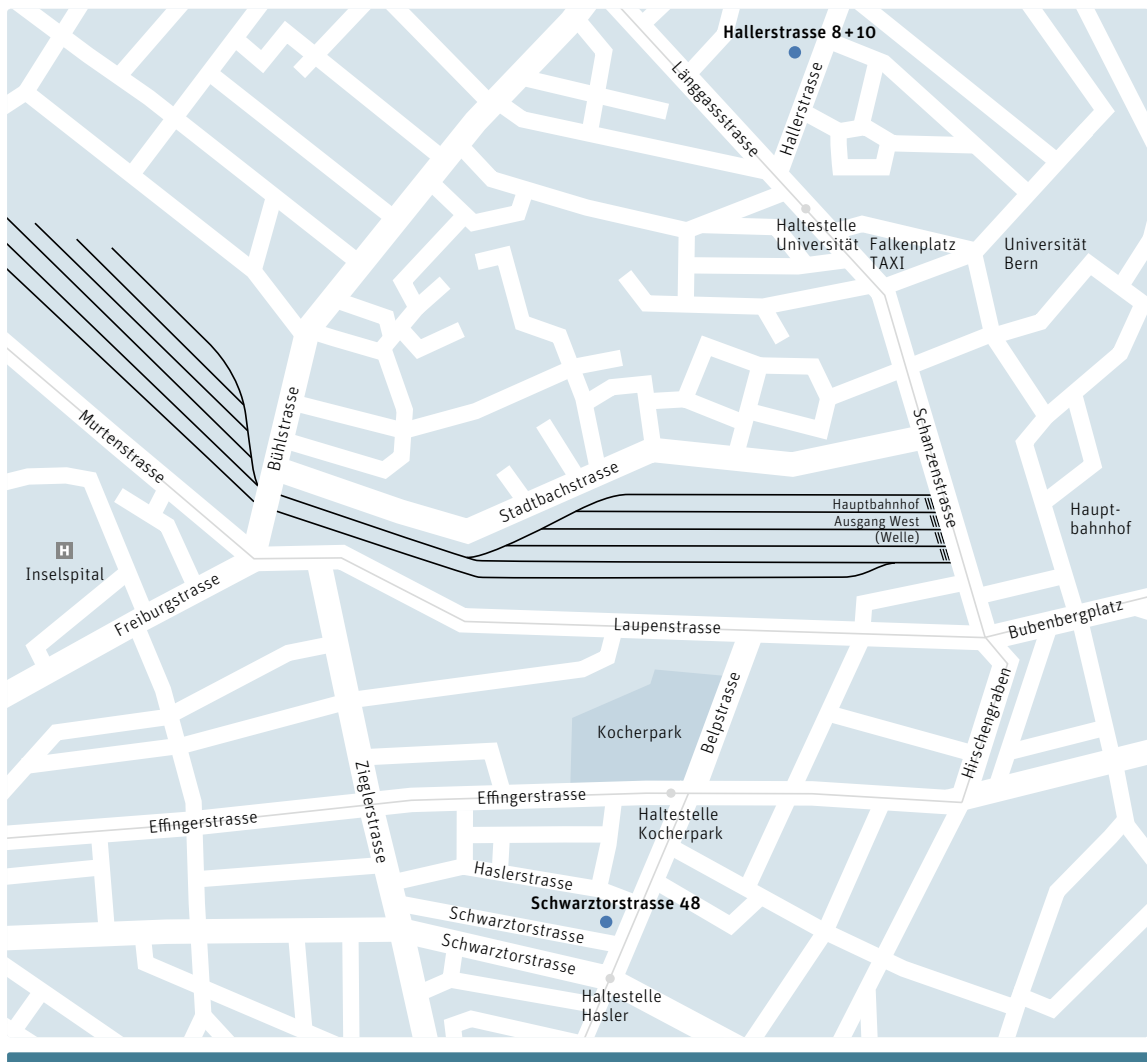 Hallerstrasse 8+10
Länggassstrasse
Hallerstrasse
Haltestelle
Universität
Falkenplatz
TAXI
Universität
Bern
Murtenstrasse
Bühlstrasse
Stadtbachstrasse
Schanzenstrasse
Hauptbahnhof
Ausgang West
(Welle)
Haupt-
bahnhof
H
Inselspital
Freiburgstrasse
Laupenstrasse
Bubenbergplatz
Kocherpark
Belpstrasse
Hirschengraben
Zieglerstrasse
Effingerstrasse
Effingerstrasse
Haltestelle
Kocherpark
Haslerstrasse
Schwarztorstrasse 48
Schwarztorstrasse
Schwarztorstrasse
Haltestelle
Hasler